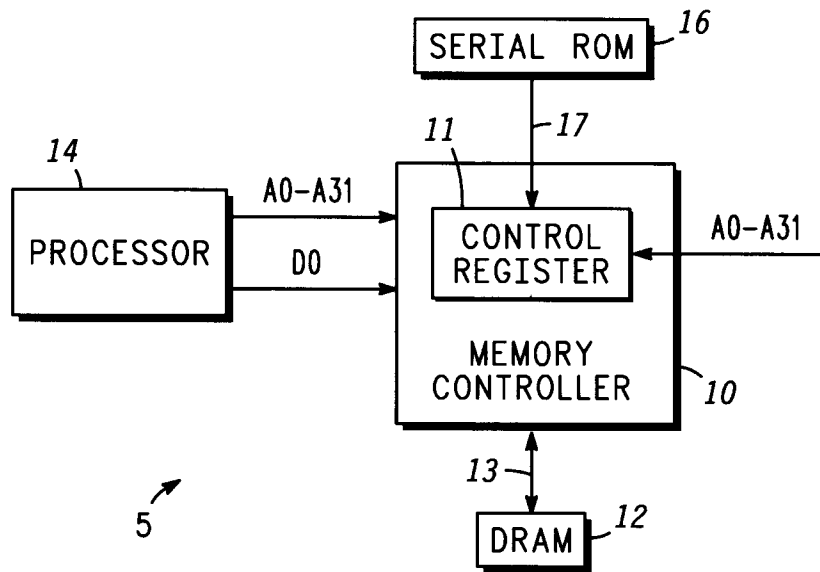 SERIAL ROM
16
17
11
14
A0-A31
PROCESSOR
D0
CONTROL
REGISTER
A0-A31
MEMORY
CONTROLLER
10
13
5
DRAM
12